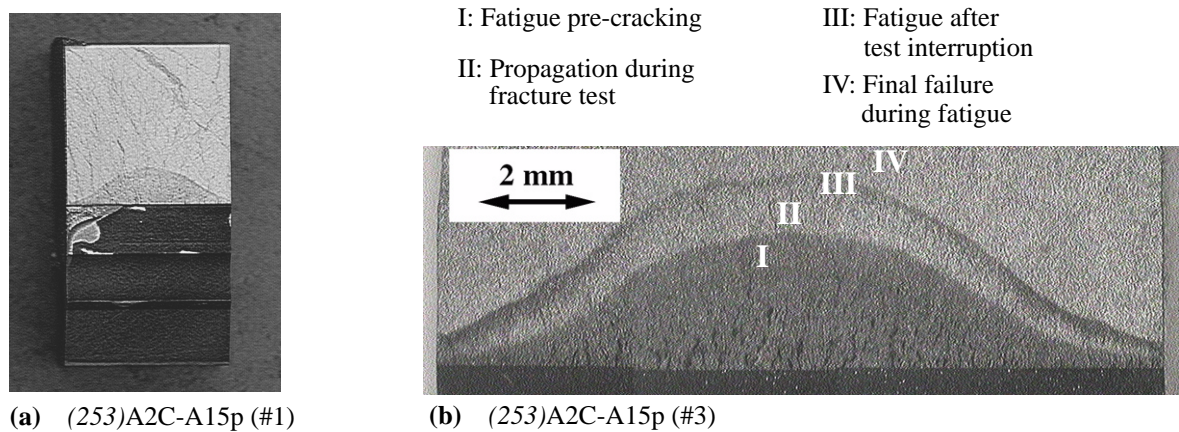 I: Fatigue pre-cracking
II: Propagation during
fracture test
III: Fatigue after
test interruption
IV: Final failure
during fatigue
2 mm
IV
III
II
I
(a) (253)A2C-A15p (#1)
(b) (253)A2C-A15p (#3)